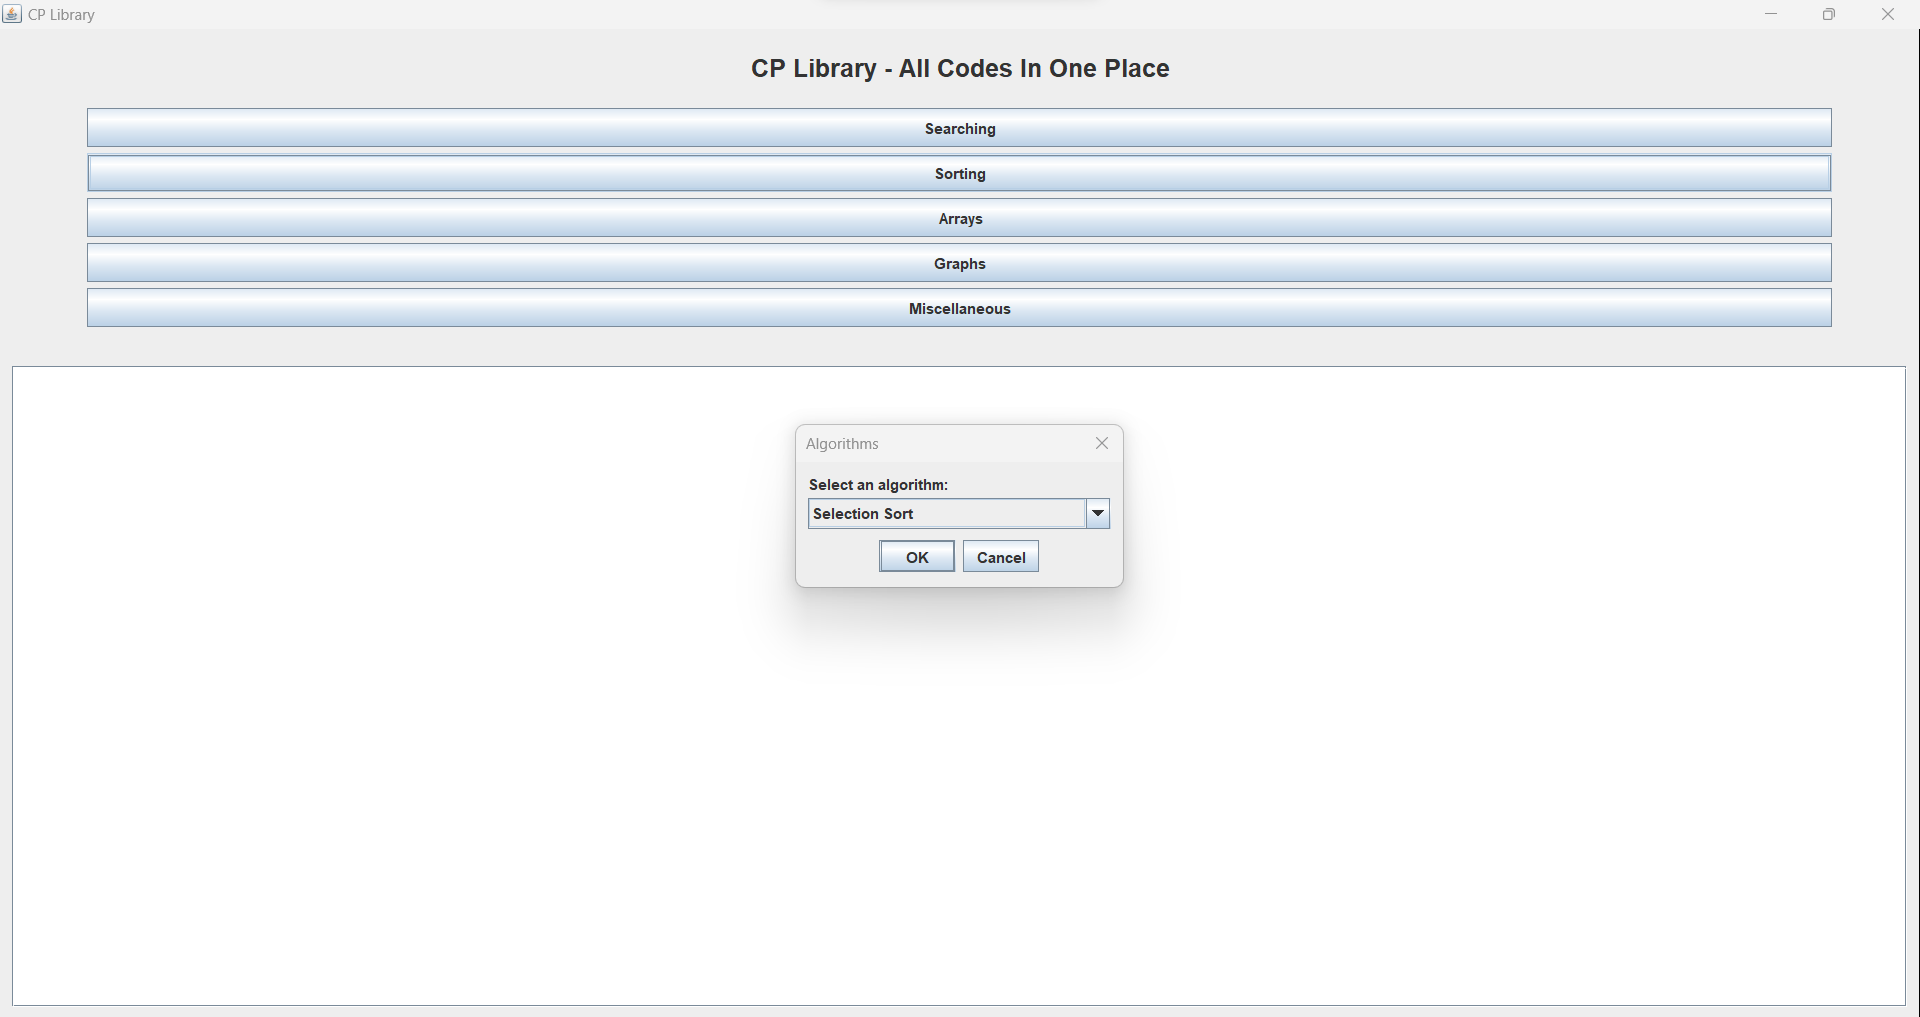 CP Library
CP Library - All Codes In One Place
Searching
Sorting
Arrays
Graphs
Miscellaneous
Algorithms
Select an algorithm:
Selection Sort
OK Cancel